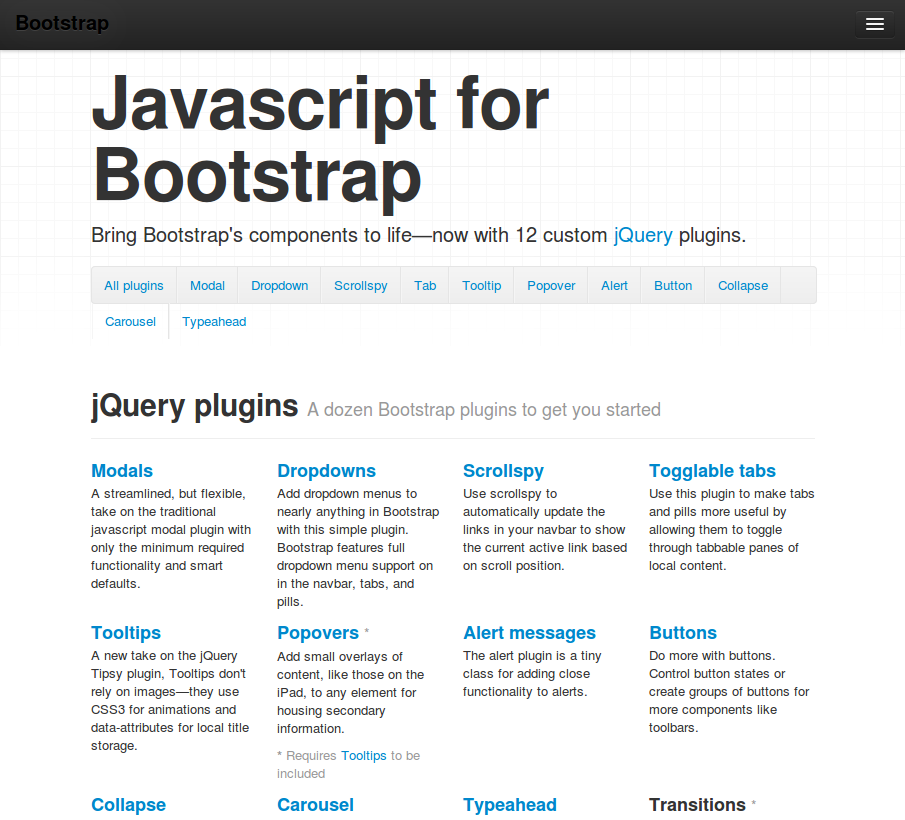 Bootstrap
Javascript for
Bootstrap
Bring Bootstrap's components to life—now with 12 custom jQuery plugins.
All plugins Modal Dropdown Scrollspy Tab Tooltip Popover Alert Button Collapse
Carousel Typeahead
jQuery plugins A dozen Bootstrap plugins to get you started
Modals
A streamlined, but flexible,
take on the traditional
javascript modal plugin with
only the minimum required
functionality and smart
defaults.
Dropdowns
Add dropdown menus to
nearly anything in Bootstrap
with this simple plugin.
Bootstrap features full
dropdown menu support on
in the navbar, tabs, and
pills.
Scrollspy
Use scrollspy to
automatically update the
links in your navbar to show
the current active link based
on scroll position.
Togglable tabs
Use this plugin to make tabs
and pills more useful by
allowing them to toggle
through tabbable panes of
local content.
Tooltips
A new take on the jQuery
Tipsy plugin, Tooltips don't
rely on images—they use
CSS3 for animations and
data-attributes for local title
storage.
Popovers *
Add small overlays of
content, like those on the
iPad, to any element for
housing secondary
information.
* Requires Tooltips to be
included
Alert messages
The alert plugin is a tiny
class for adding close
functionality to alerts.
Buttons
Do more with buttons.
Control button states or
create groups of buttons for
more components like
toolbars.
Collapse
Carousel
Typeahead
Transitions *